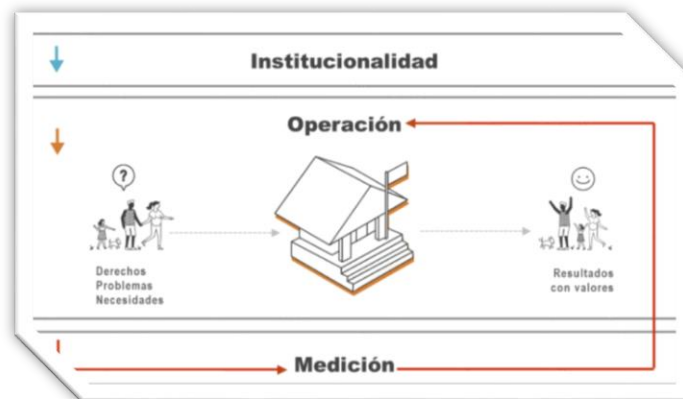 Institucionalidad
Operación
?
Derechos
Problemas
Necesidades
Resultados
con valores
Medición